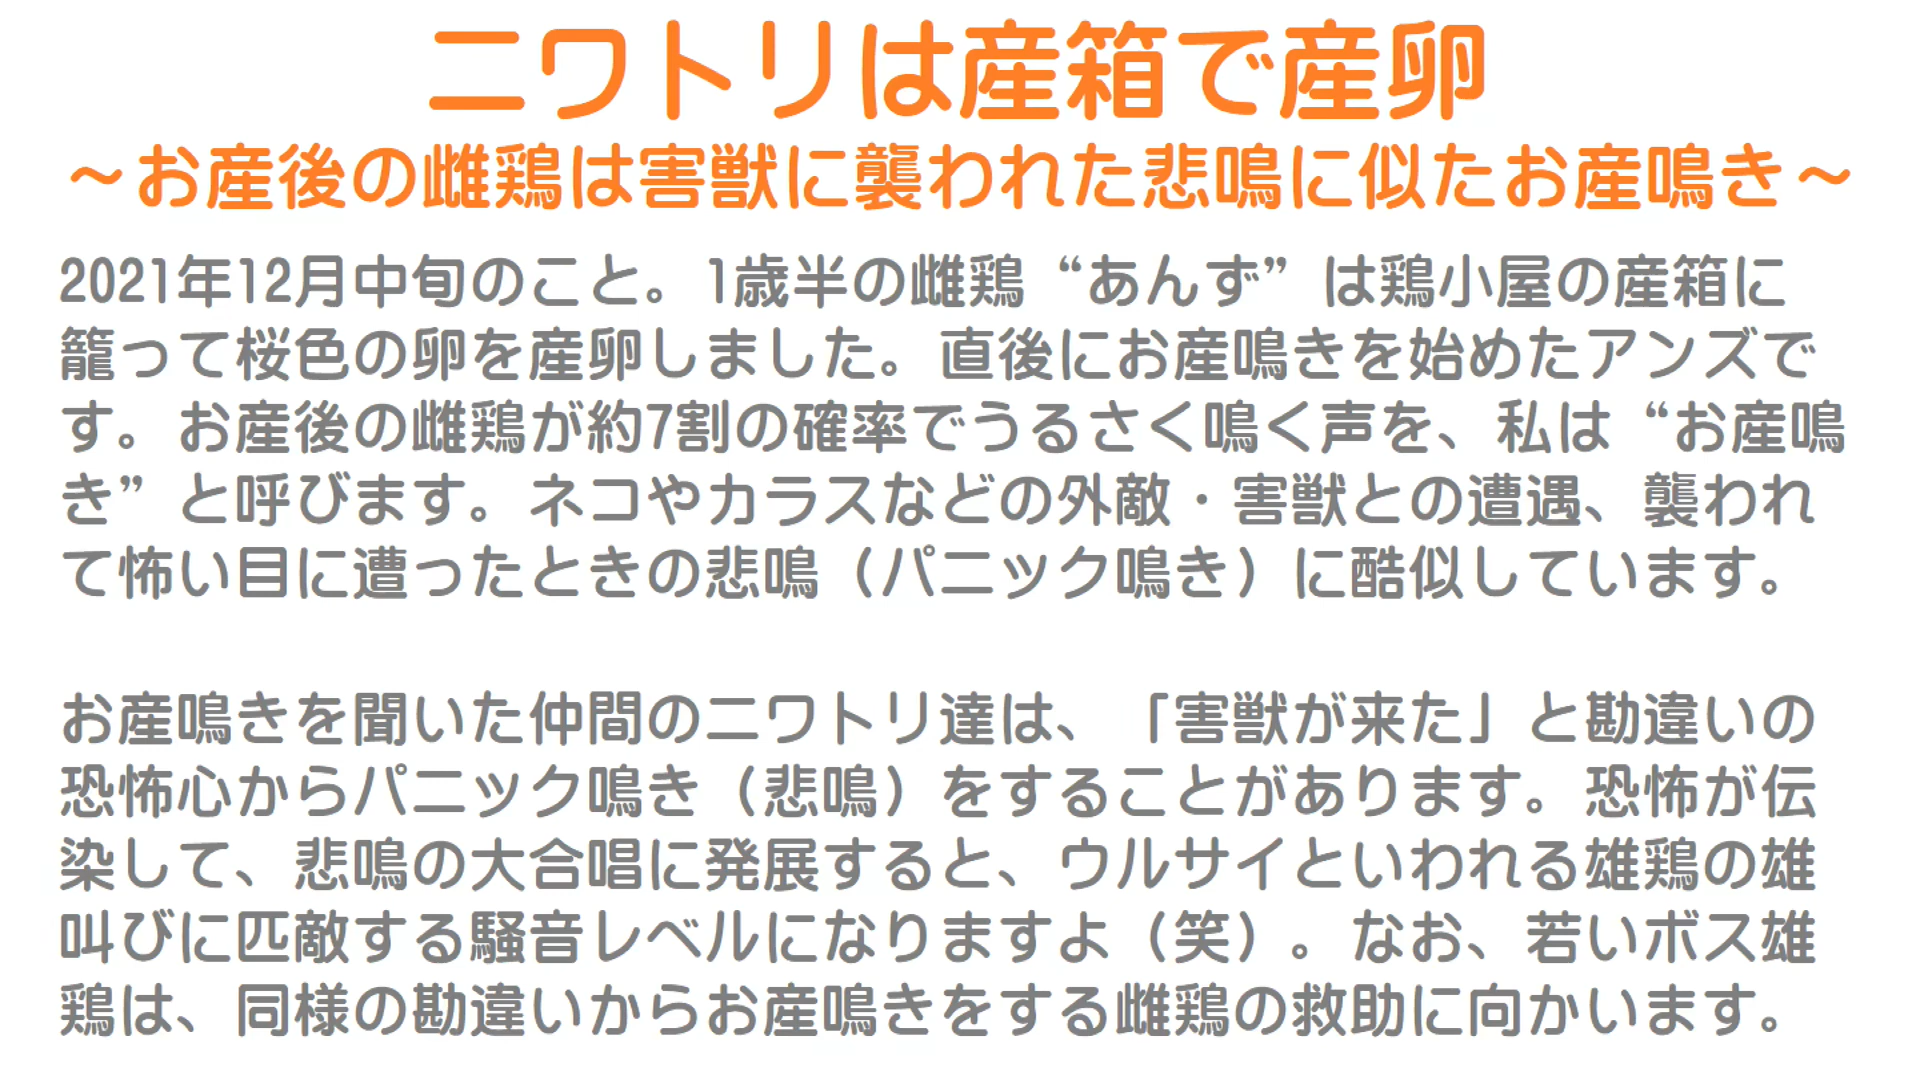 ニワトリは産箱で産卵
～お産後の雌鶏は害獣に襲われた悲鳴に似たお産鳴き～
2021年12月中旬のこと。1歳半の雌鶏“あんず”は鶏小屋の産箱に
籠って桜色の卵を産卵しました。直後にお産鳴きを始めたアンズで
す。お産後の雌鶏が約7割の確率でうるさく鳴く声を、私は“お産鳴
き”と呼びます。ネコやカラスなどの外敵・害獣との遭遇、襲われ
て怖い目に遭ったときの悲鳴（パニック鳴き）に酷似しています。
お産鳴きを聞いた仲間のニワトリ達は、「害獣が来た」と勘違いの
恐怖心からパニック鳴き（悲鳴）をすることがあります。恐怖が伝
染して、悲鳴の大合唱に発展すると、ウルサイといわれる雄鶏の雄
叫びに匹敵する騒音レベルになりますよ（笑）。なお、若いボス雄
鶏は、同様の勘違いからお産鳴きをする雌鶏の救助に向かいます。